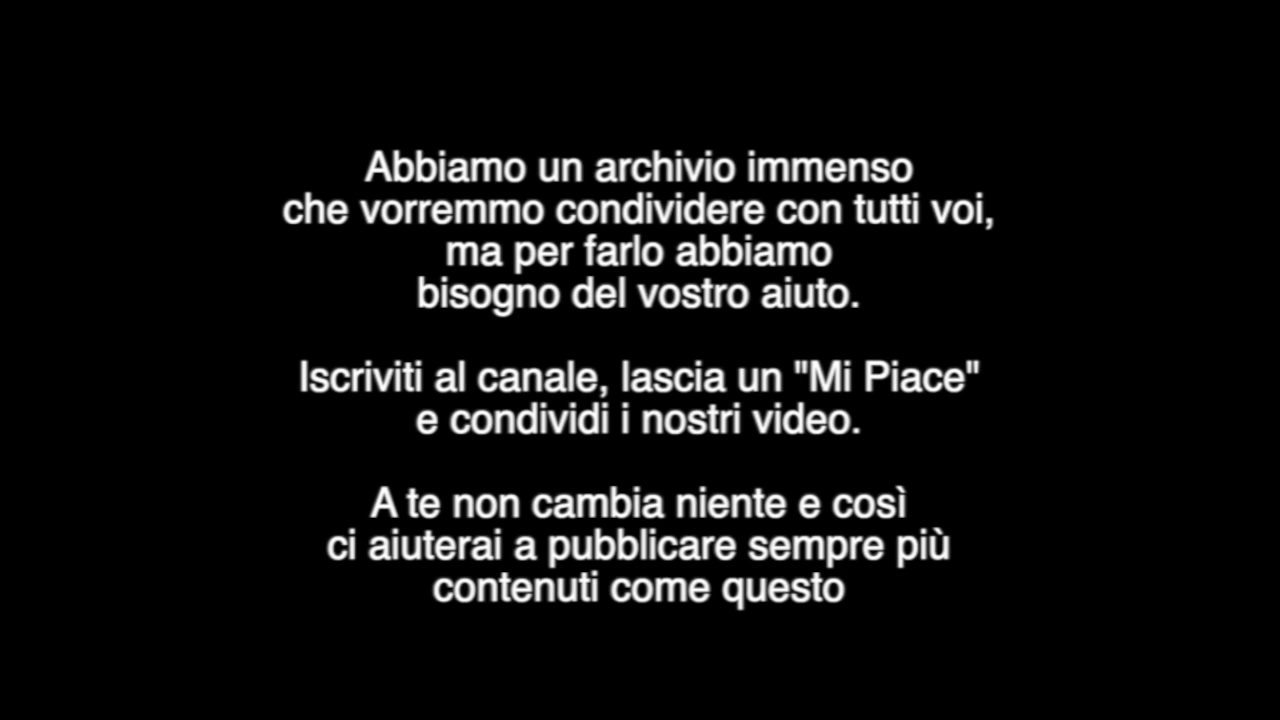 Abbiamo un archivio immenso
che vorremmo condividere con tutti voi,
ma per farlo abbiamo
bisogno del vostro aiuto.
Iscriviti al canale, lascia un "Mi Piace"
e condividi i nostri video.
A te non cambia niente e così
ci aiuterai a pubblicare sempre più
contenuti come questo